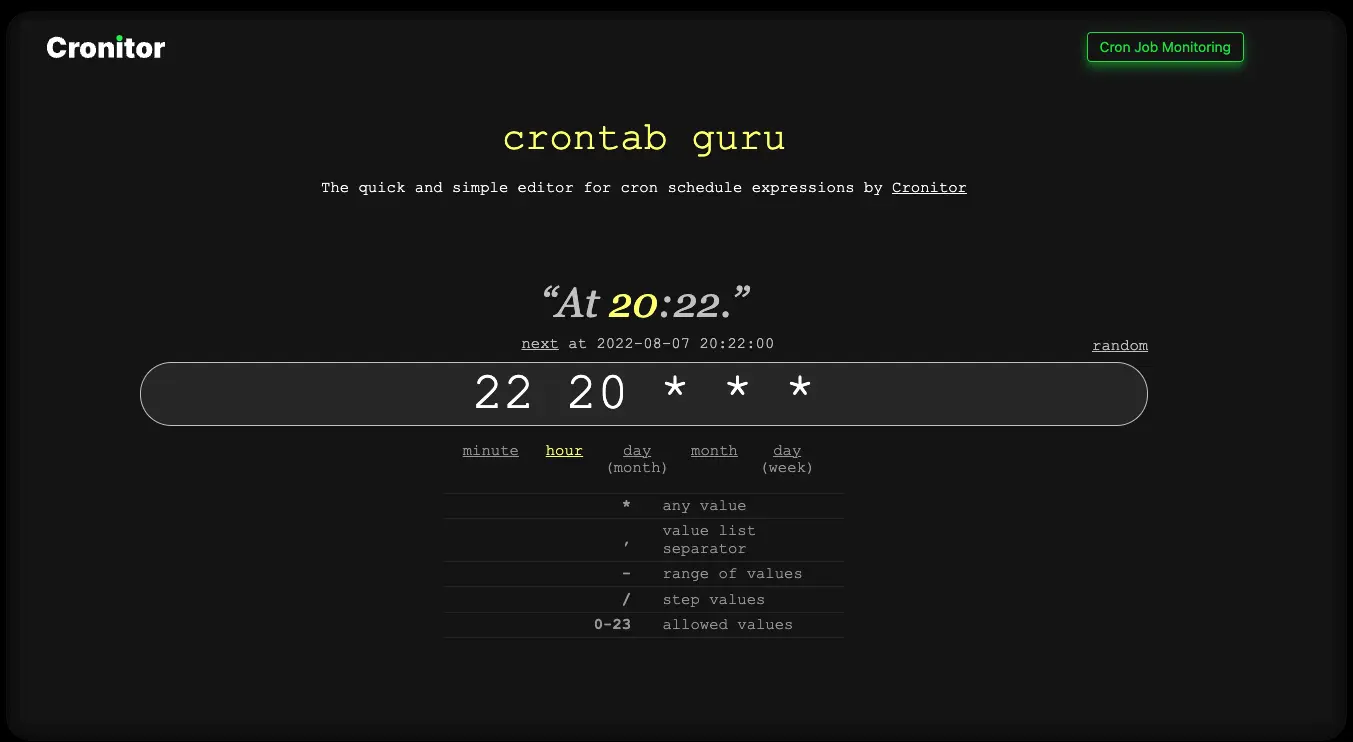 Cronitor
Cron Job Monitoring
crontab guru
The quick and simple editor for cron schedule expressions by Cronitor
“At 20:22.”
next at 2022-08-07 20:22:00
random
22 20 * * *
minute hour day month day
(month) (week)
* any value
, value list
separator
- range of values
/ step values
0-23 allowed values